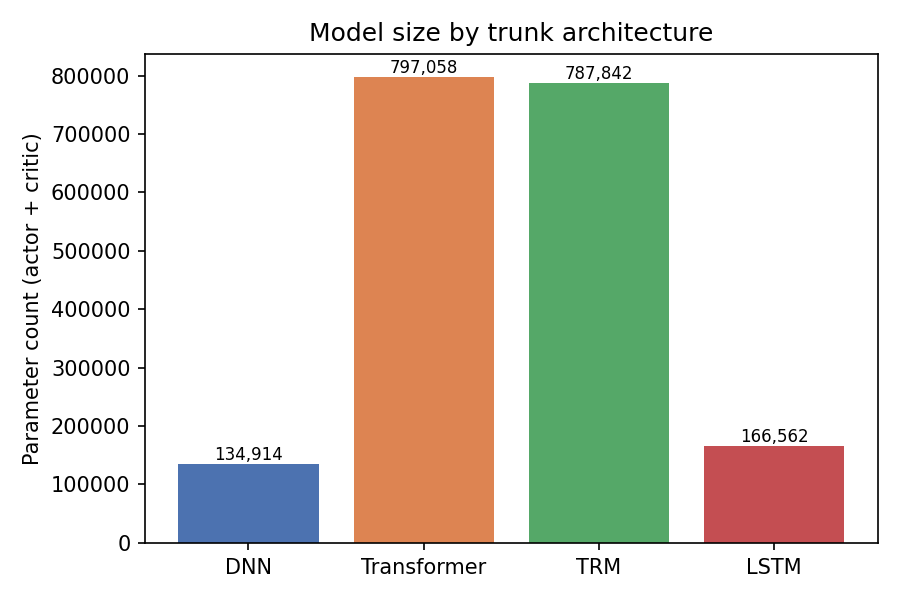 Model size by trunk architecture
Parameter count (actor + critic)
800000
700000
600000
500000
400000
300000
200000
100000
0
134,914
797,058
787,842
166,562
DNN
Transformer
TRM
LSTM